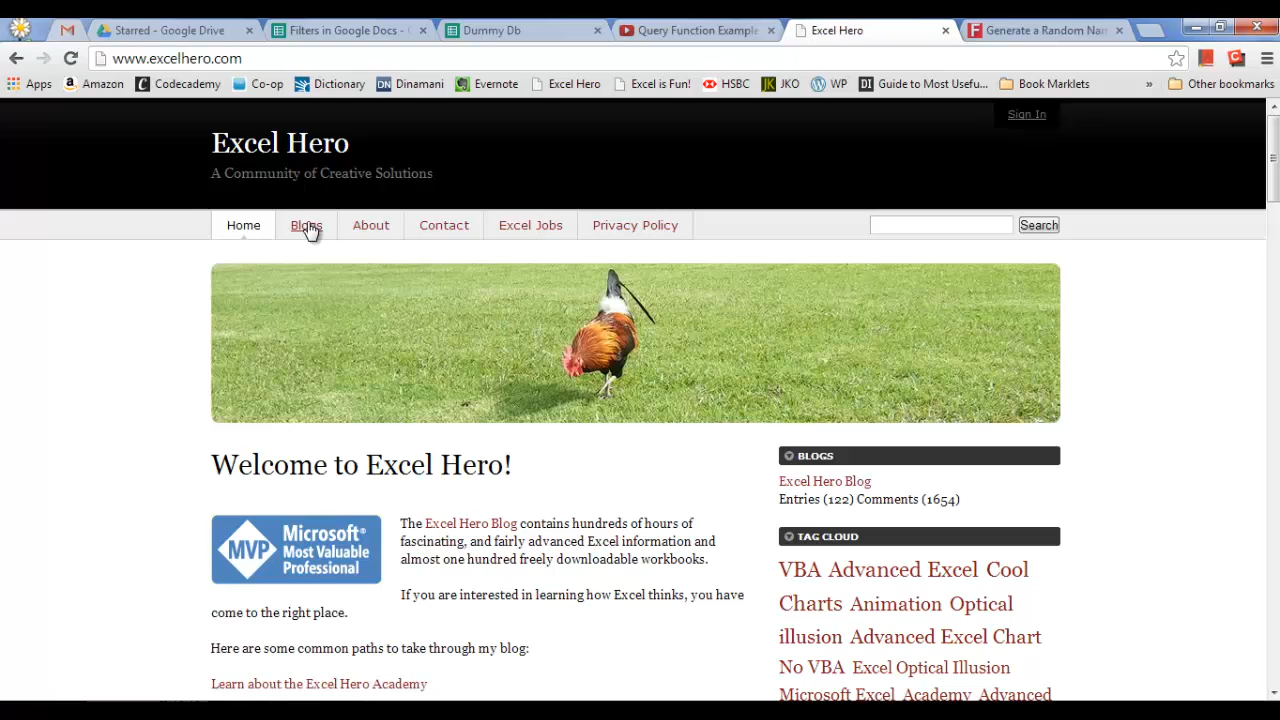 Starred - Google Drive
Filters in Google Docs - G
Dummy Db
Query Function Example
Excel Hero
Generate a Random Nam
www.excelhero.com
Apps
Amazon
Codecademy
Co-op
Dictionary
DN Dinamani
Evernote
Excel Hero
Excel is Fun!
HSBC
JK JKO
WP
DI Guide to Most Usefu...
Book Marklets
»
Other bookmarks
Sign In
Excel Hero
A Community of Creative Solutions
Home
Blogs
About
Contact
Excel Jobs
Privacy Policy
Search
Welcome to Excel Hero!
MVP
Microsoft®
Most Valuable
Professional
The Excel Hero Blog contains hundreds of hours of
fascinating, and fairly advanced Excel information and
almost one hundred freely downloadable workbooks.
If you are interested in learning how Excel thinks, you have
come to the right place.
Here are some common paths to take through my blog:
Learn about the Excel Hero Academy
BLOGS
Excel Hero Blog
Entries (122) Comments (1654)
TAG CLOUD
VBA Advanced Excel Cool
Charts Animation Optical
illusion Advanced Excel Chart
No VBA Excel Optical Illusion
Microsoft Excel Academy Advanced